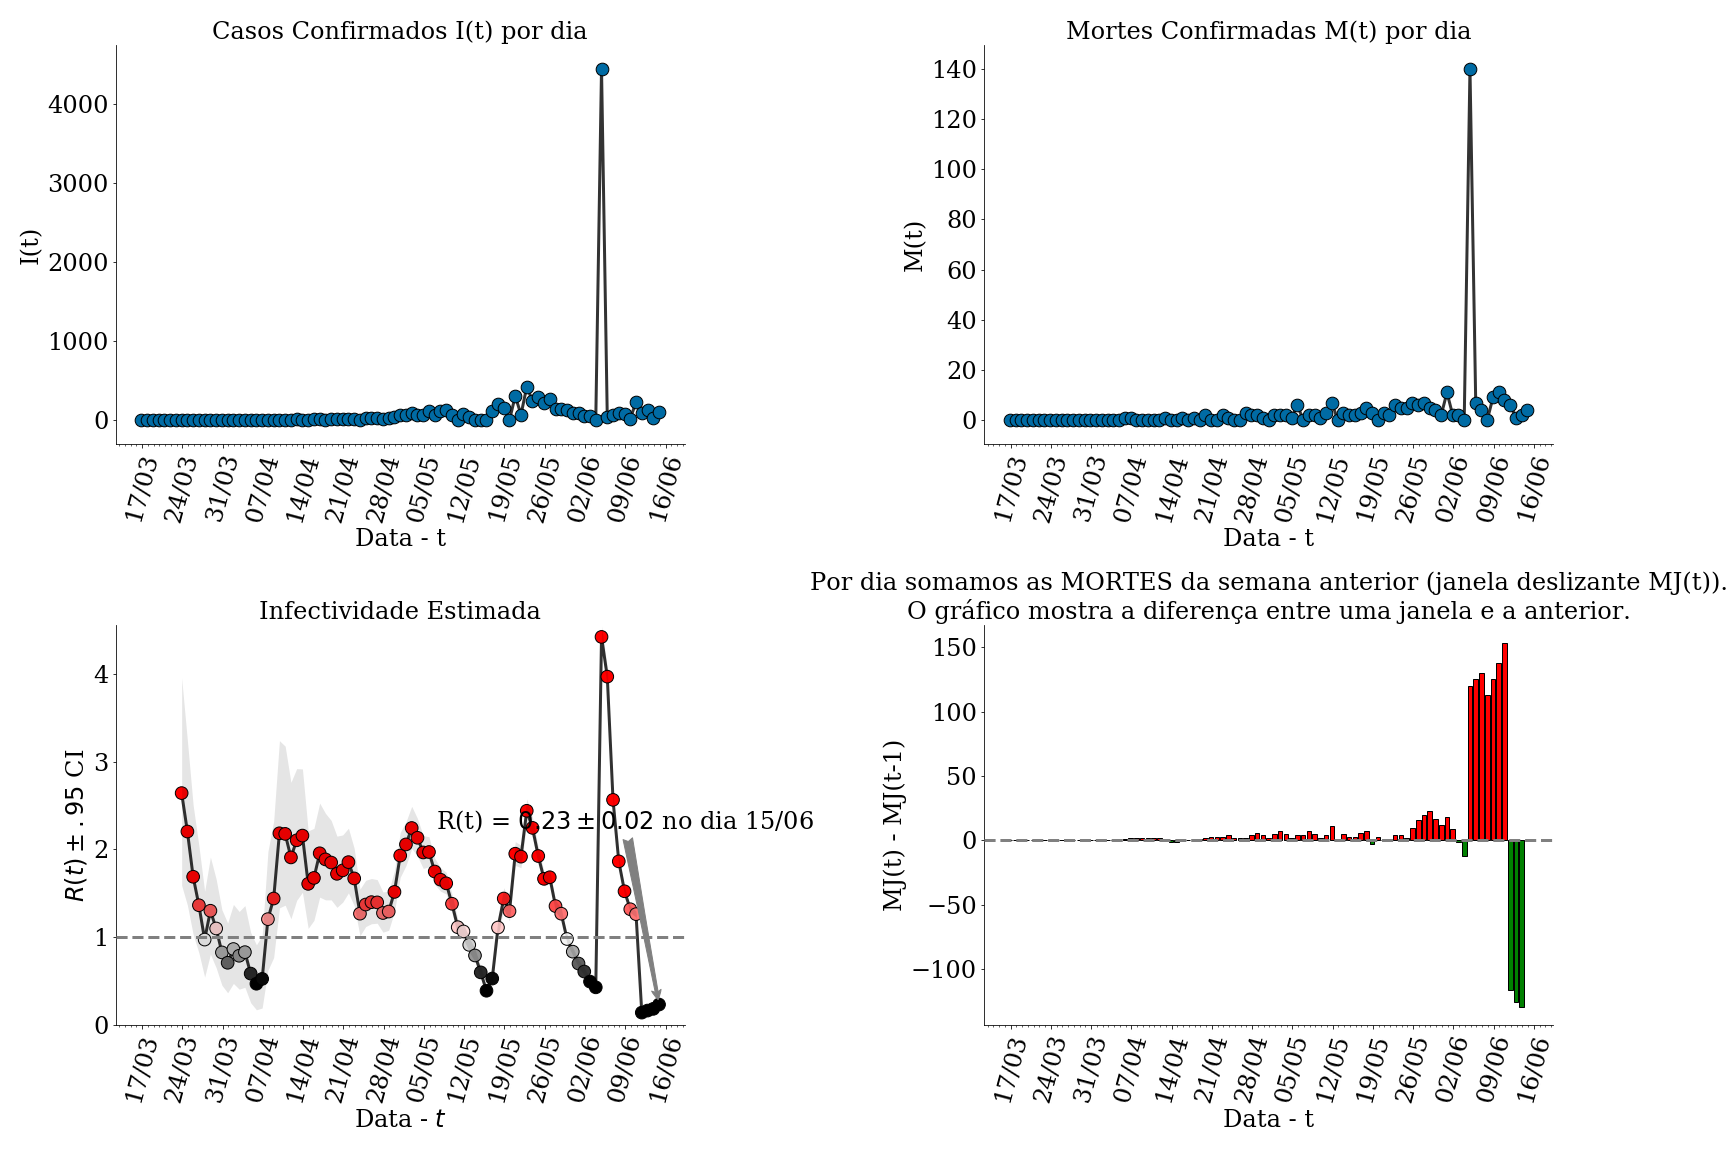 Casos Confirmados I(t) por dia
I(t)
4000
3000
2000
1000
0
17/03 24/03 31/03 07/04 14/04 21/04 28/04 05/05 12/05 19/05 26/05 02/06 09/06 16/06
Data - t
Mortes Confirmadas M(t) por dia
M(t)
140
120
100
80
60
40
20
0
17/03 24/03 31/03 07/04 14/04 21/04 28/04 05/05 12/05 19/05 26/05 02/06 09/06 16/06
Data - t
Infectividade Estimada
R(t) ± .95 CI
4
3
2
1
0
R(t) = 0.23 ± 0.02 no dia 15/06
17/03 24/03 31/03 07/04 14/04 21/04 28/04 05/05 12/05 19/05 26/05 02/06 09/06 16/06
Data - t
Por dia somamos as MORTES da semana anterior (janela deslizante MJ(t)).
O gráfico mostra a diferença entre uma janela e a anterior.
MJ(t) - MJ(t-1)
150
100
50
0
−50
−100
17/03 24/03 31/03 07/04 14/04 21/04 28/04 05/05 12/05 19/05 26/05 02/06 09/06 16/06
Data - t